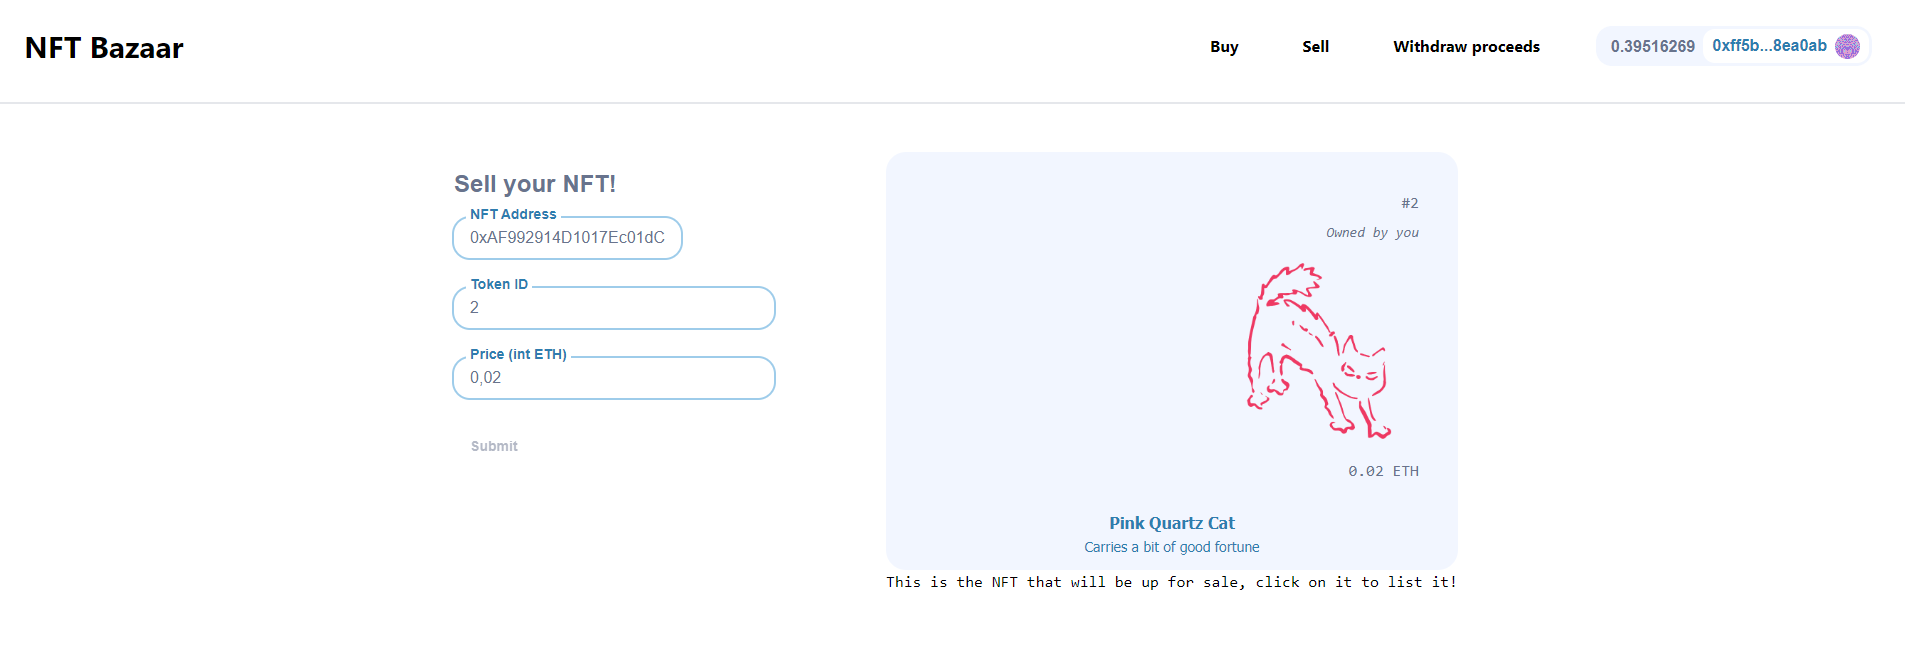 NFT Bazaar
Buy
Sell
Withdraw proceeds
0.39516269
0xff5b...8ea0ab
Sell your NFT!
NFT Address
0xAF992914D1017Ec01dC
Token ID
2
Price (int ETH)
0,02
Submit
#2
Owned by you
0.02 ETH
Pink Quartz Cat
Carries a bit of good fortune
This is the NFT that will be up for sale, click on it to list it!